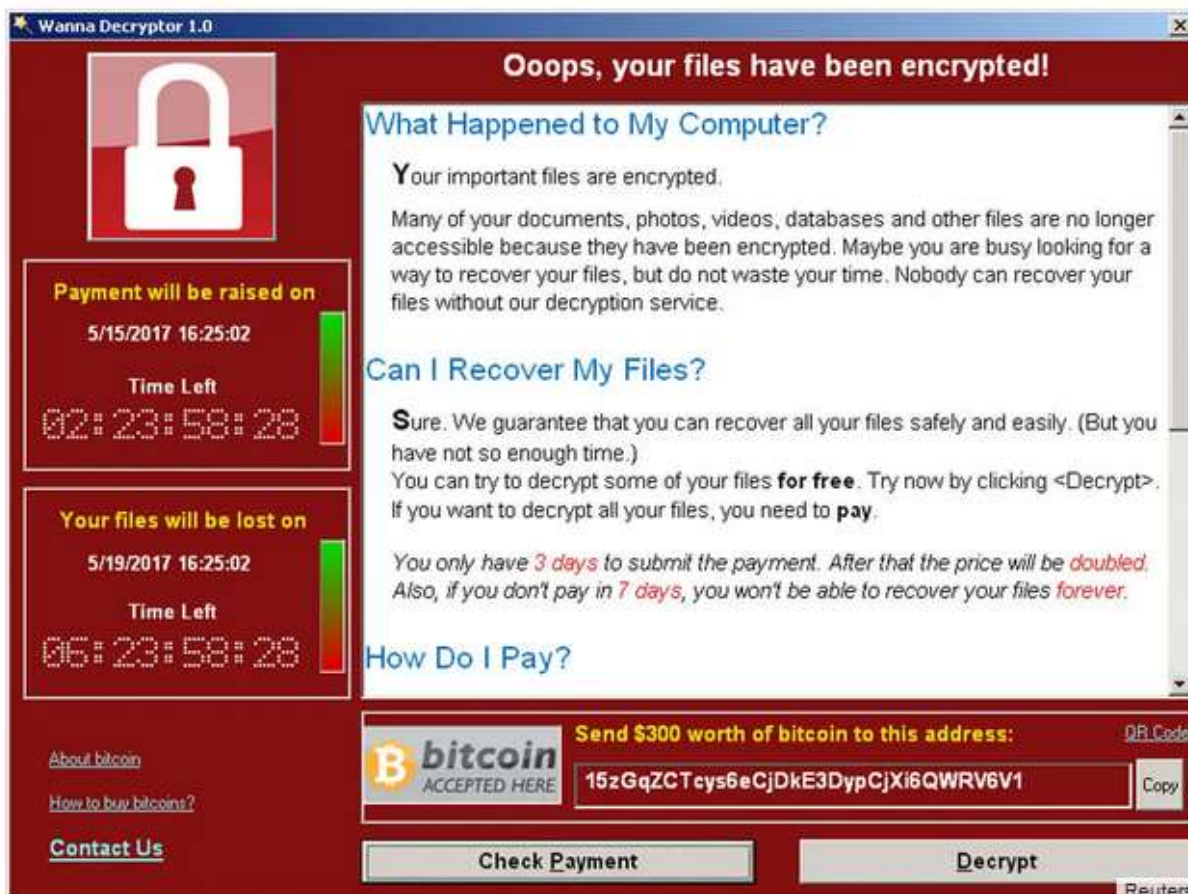 Wanna Decryptor 1.0
Ooops, your files have been encrypted!
Payment will be raised on
5/15/2017 16:25:02
Time Left
02:23:58:28
Your files will be lost on
5/19/2017 16:25:02
Time Left
06:23:58:28
About bitcoin
How to buy bitcoins?
Contact Us
What Happened to My Computer?
Your important files are encrypted.
Many of your documents, photos, videos, databases and other files are no longer
accessible because they have been encrypted. Maybe you are busy looking for a
way to recover your files, but do not waste your time. Nobody can recover your
files without our decryption service.
Can I Recover My Files?
Sure. We guarantee that you can recover all your files safely and easily. (But you
have not so enough time.)
You can try to decrypt some of your files for free. Try now by clicking <Decrypt>.
If you want to decrypt all your files, you need to pay.
You only have 3 days to submit the payment. After that the price will be doubled.
Also, if you don't pay in 7 days, you won't be able to recover your files forever.
How Do I Pay?
bitcoin
ACCEPTED HERE
Send $300 worth of bitcoin to this address:
QR Code
15zGqZCTcys6eCjDkE3DypCjXi6QWRV6V1
Copy
Check Payment
Decrypt
Reuters